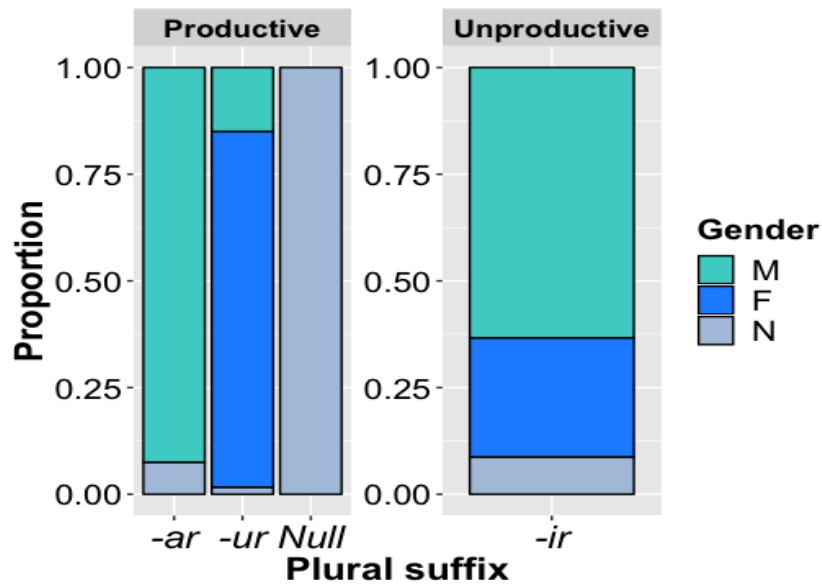 Productive
Unproductive
1.00
0.75
0.50
0.25
0.00
1.00
0.75
0.50
0.25
0.00
Proportion
-ar -ur Null
-ir
Plural suffix
Gender
M
F
N